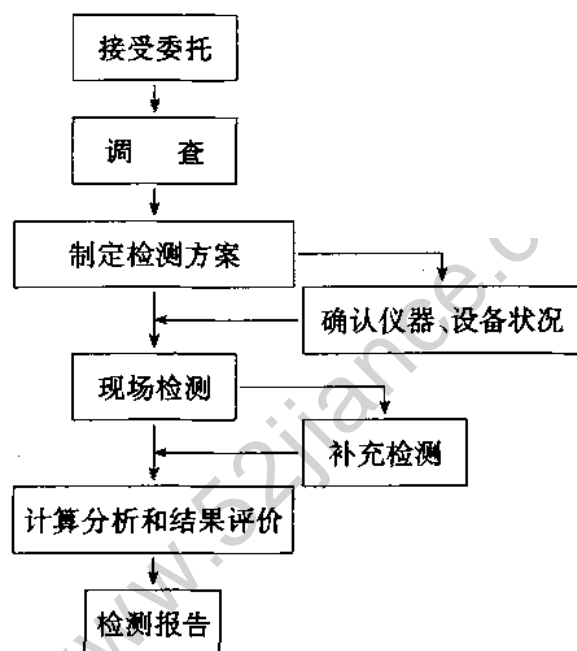 接受委托
调 查
制定检测方案
确认仪器、设备状况
现场检测
补充检测
计算分析和结果评价
检测报告
www.52jjance.c